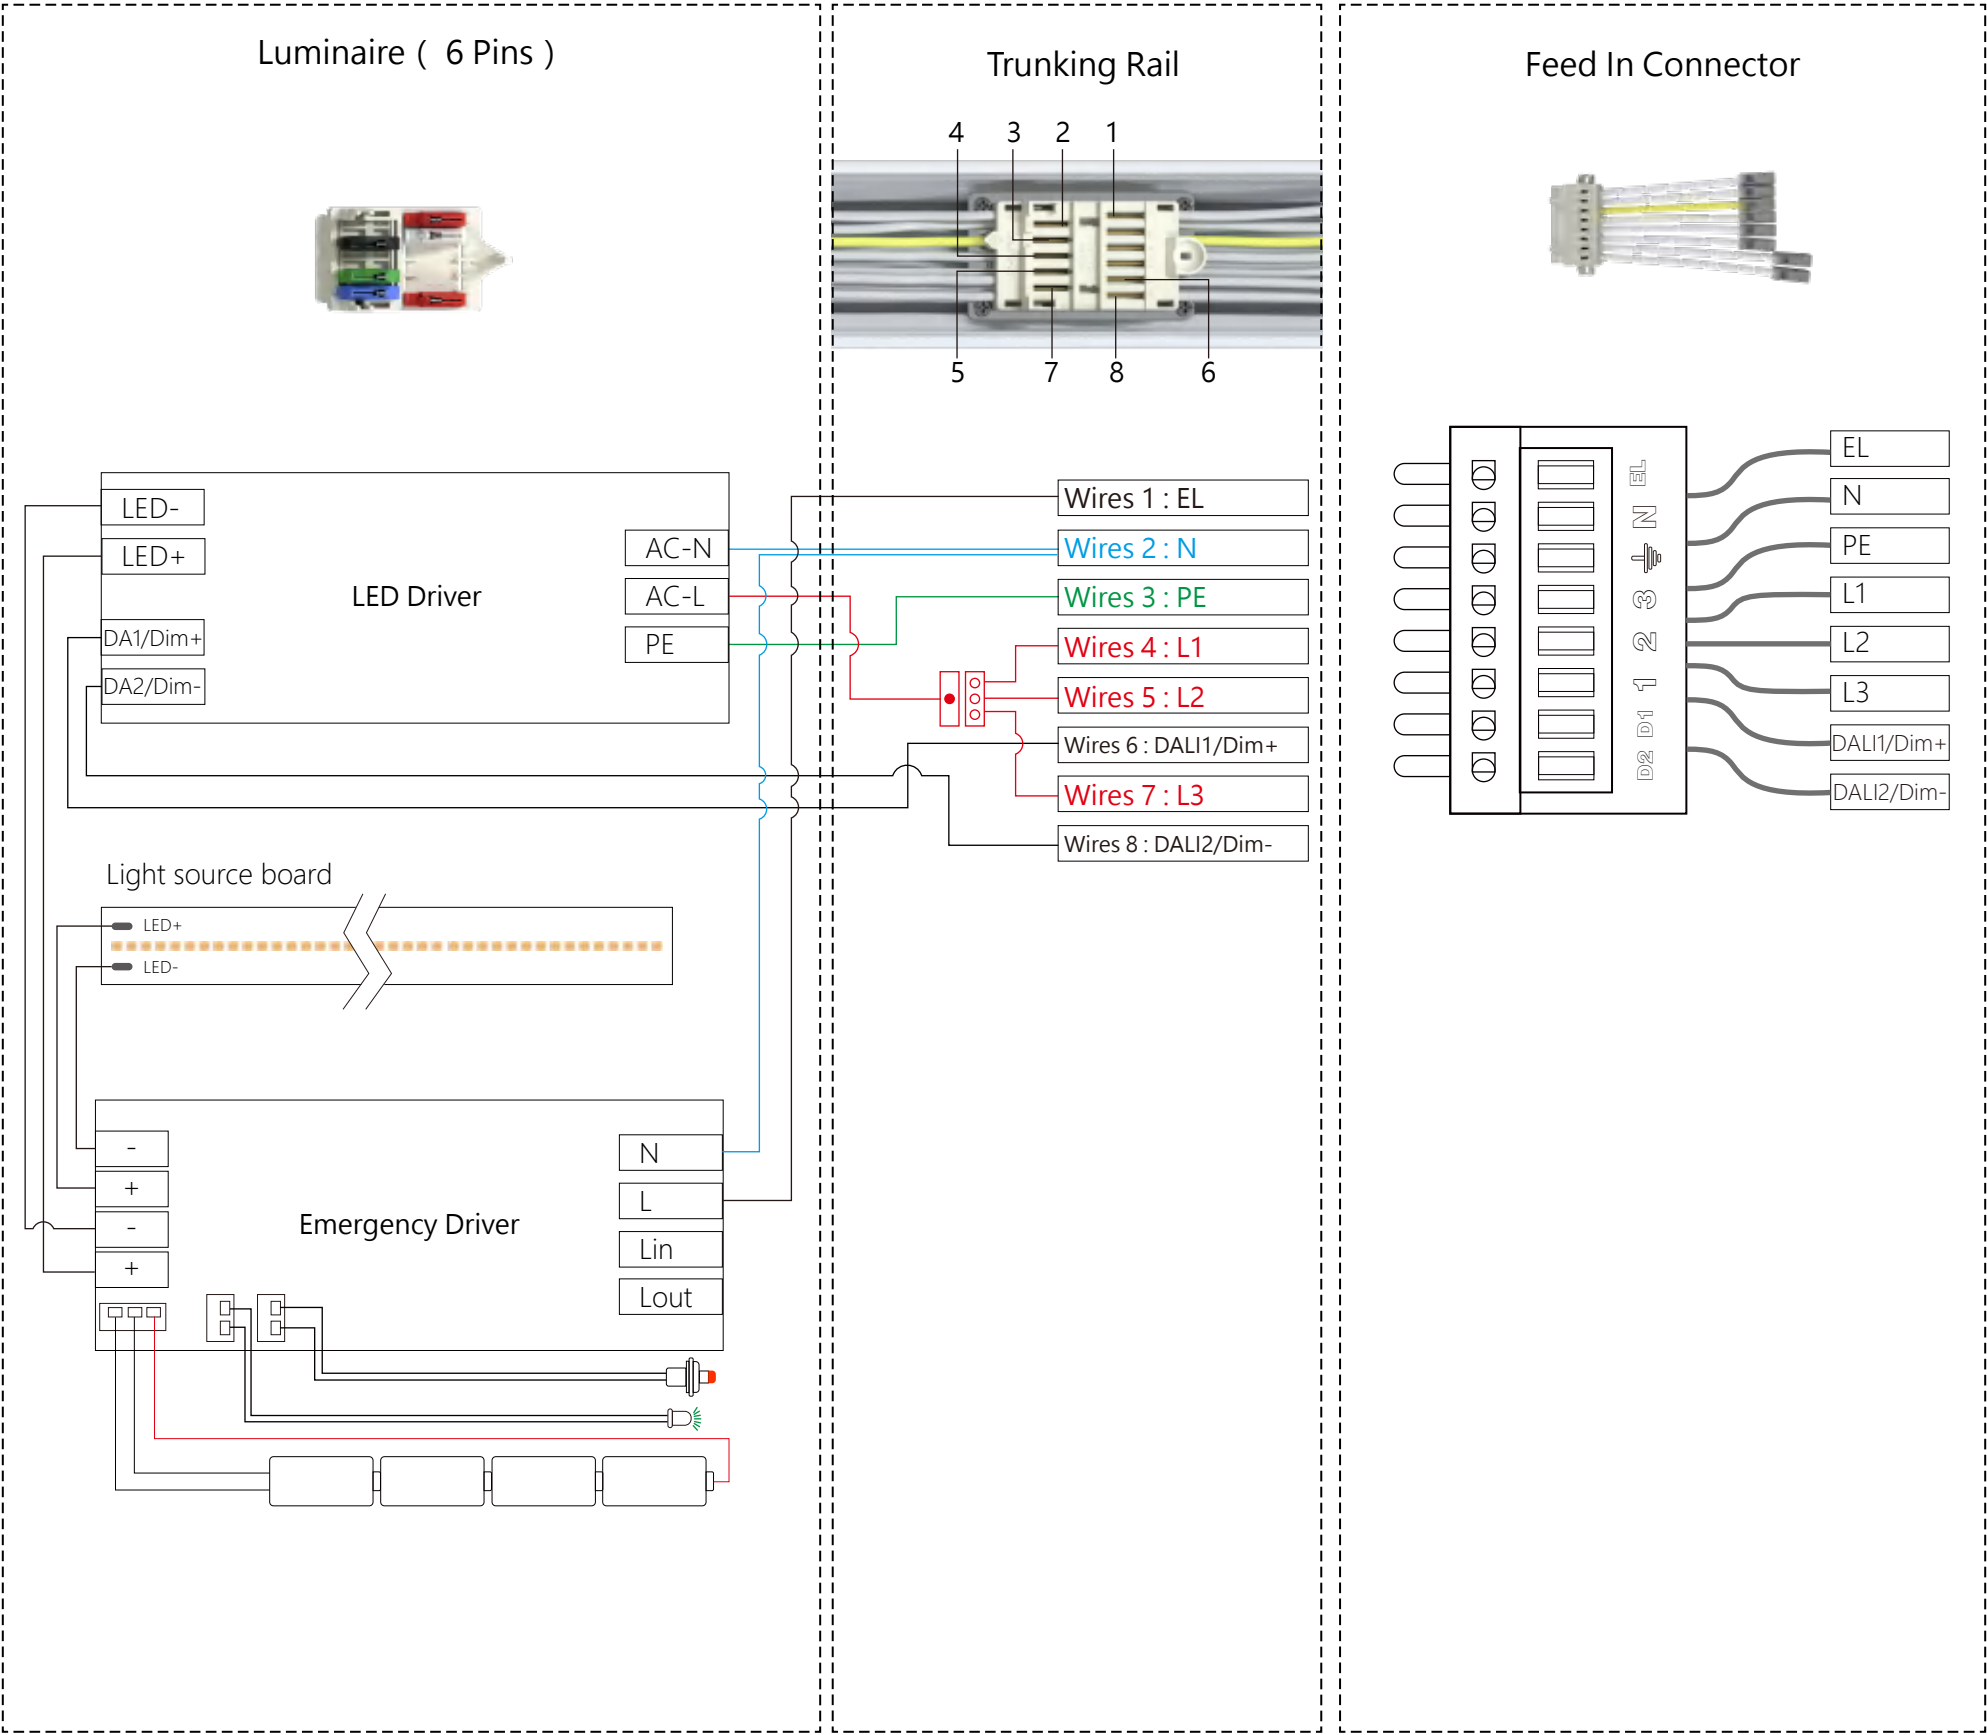 Luminaire ( 6 Pins )
LED-
LED+
DA1/Dim+
DA2/Dim-
LED Driver
AC-N
AC-L
PE
Light source board
LED+
LED-
-
+
-
+
Emergency Driver
N
L
Lin
Lout
Trunking Rail
4 3 2 1
5 7 8 6
Wires 1 : EL
Wires 2 : N
Wires 3 : PE
Wires 4 : L1
Wires 5 : L2
Wires 6 : DALI1/Dim+
Wires 7 : L3
Wires 8 : DALI2/Dim-
Feed In Connector
EL
N
3
2
1
D1
D2
EL
N
PE
L1
L2
L3
DALI1/Dim+
DALI2/Dim-